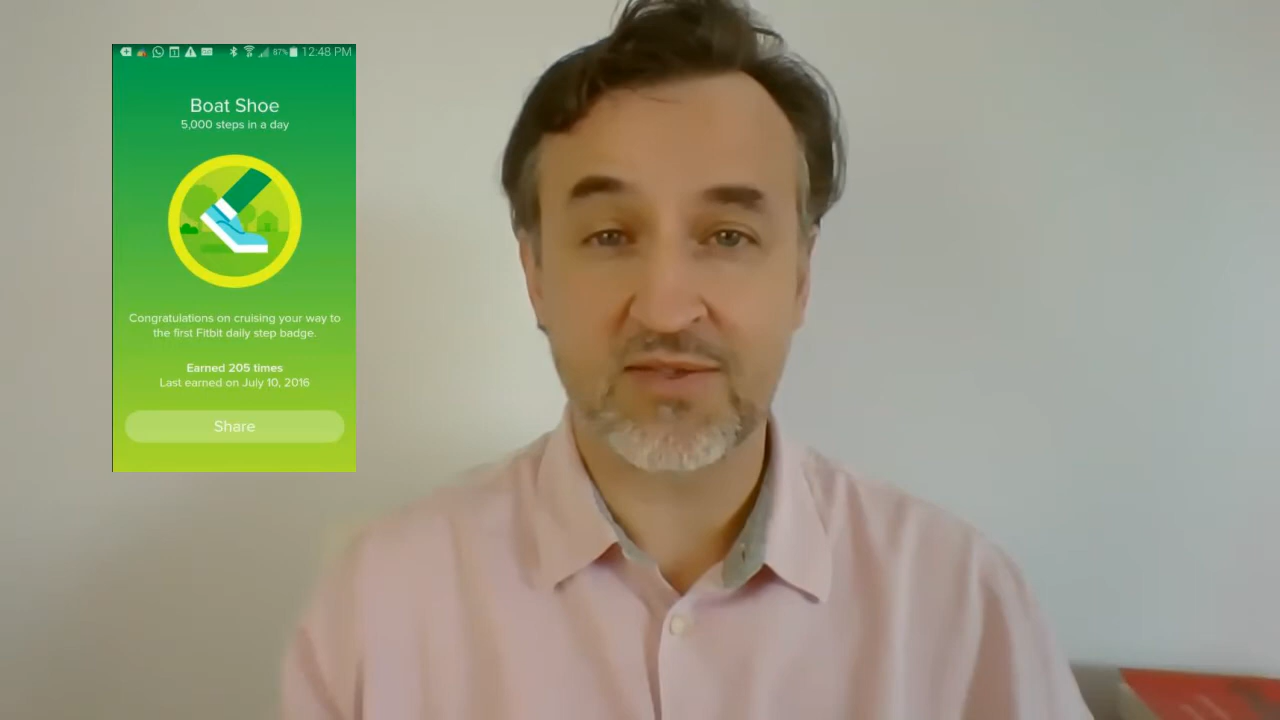 87% 12:48 PM
Boat Shoe
5,000 steps in a day
Congratulations on cruising your way to
the first Fitbit daily step badge.
Earned 205 times
Last earned on July 10, 2016
Share